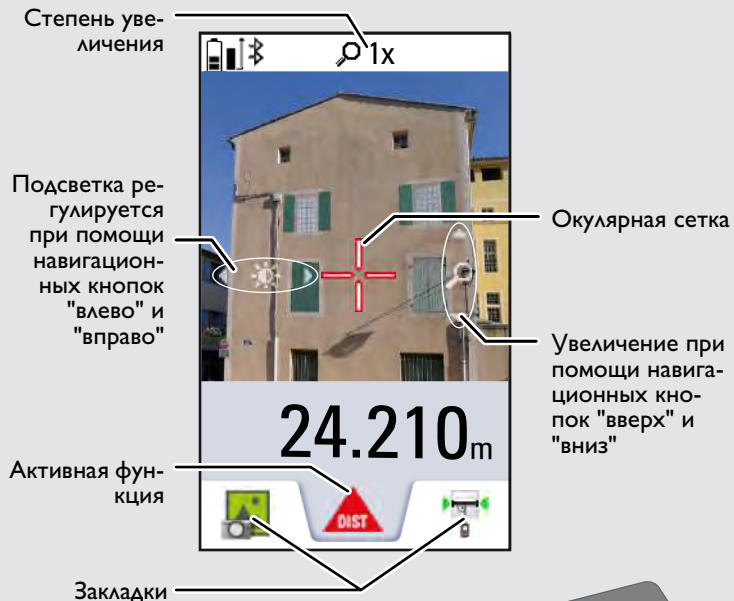 Степень уве-
личения
1x
Подсветка ре-
гулируется
при помощи
навигацион-
ных кнопок
"влево" и
"вправо"
Окулярная сетка
Увеличение при
помощи навига-
ционных кно-
пок "вверх" и
"вниз"
24.210 m
Активная фун-
кция
DIST
Закладки